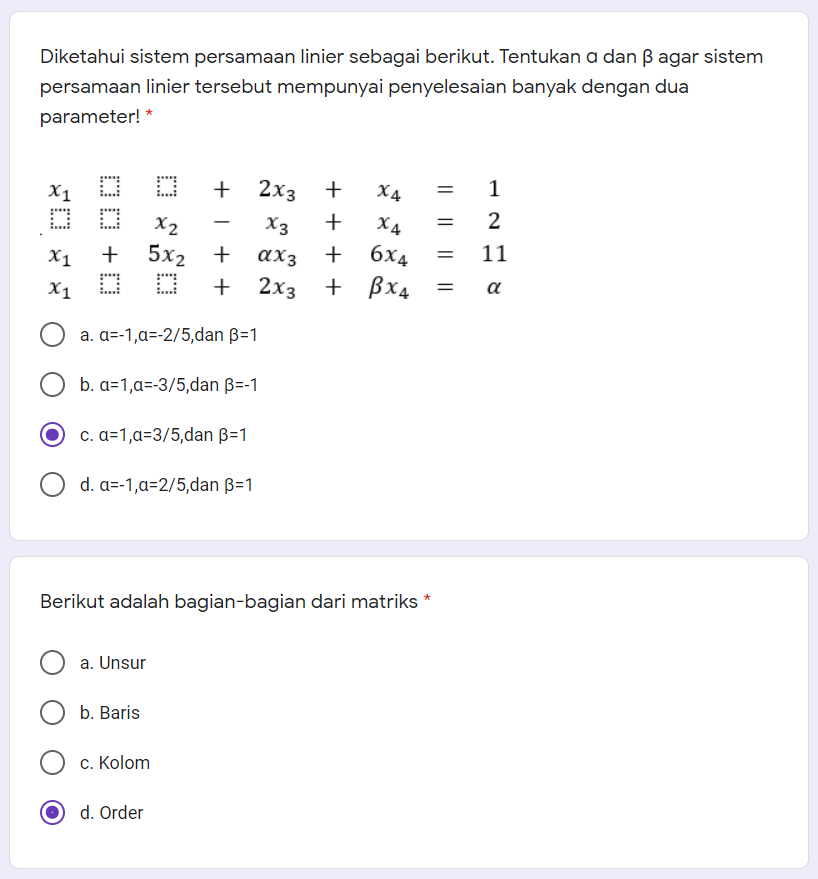 Diketahui sistem persamaan linier sebagai berikut. Tentukan α dan β agar sistem
persamaan linier tersebut mempunyai penyelesaian banyak dengan dua
parameter! *
x₁ ⬚ ⬚ + 2x₃ + x₄ = 1
⬚ ⬚ x₂ − x₃ + x₄ = 2
x₁ + 5x₂ + αx₃ + 6x₄ = 11
x₁ ⬚ ⬚ + 2x₃ + βx₄ = α
a. α=-1,α=-2/5,dan β=1
b. α=1,α=-3/5,dan β=-1
c. α=1,α=3/5,dan β=1
d. α=-1,α=2/5,dan β=1
Berikut adalah bagian-bagian dari matriks *
a. Unsur
b. Baris
c. Kolom
d. Order